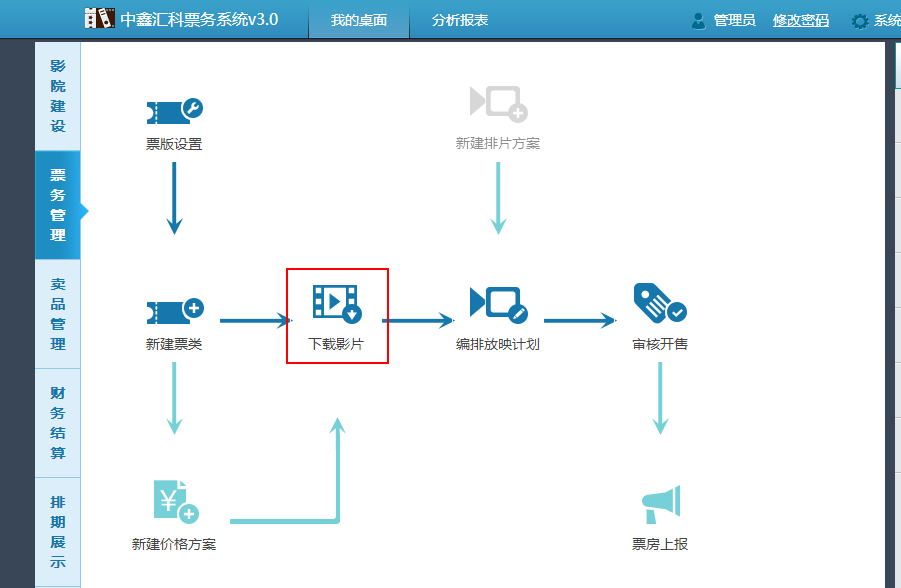 中鑫汇科票务系统v3.0
我的桌面
分析报表
管理员
修改密码
系统
影院建设
票务管理
卖品管理
财务结算
排期展示
票版设置
新建排片方案
新建票类
下载影片
编排放映计划
审核开售
新建价格方案
票房上报